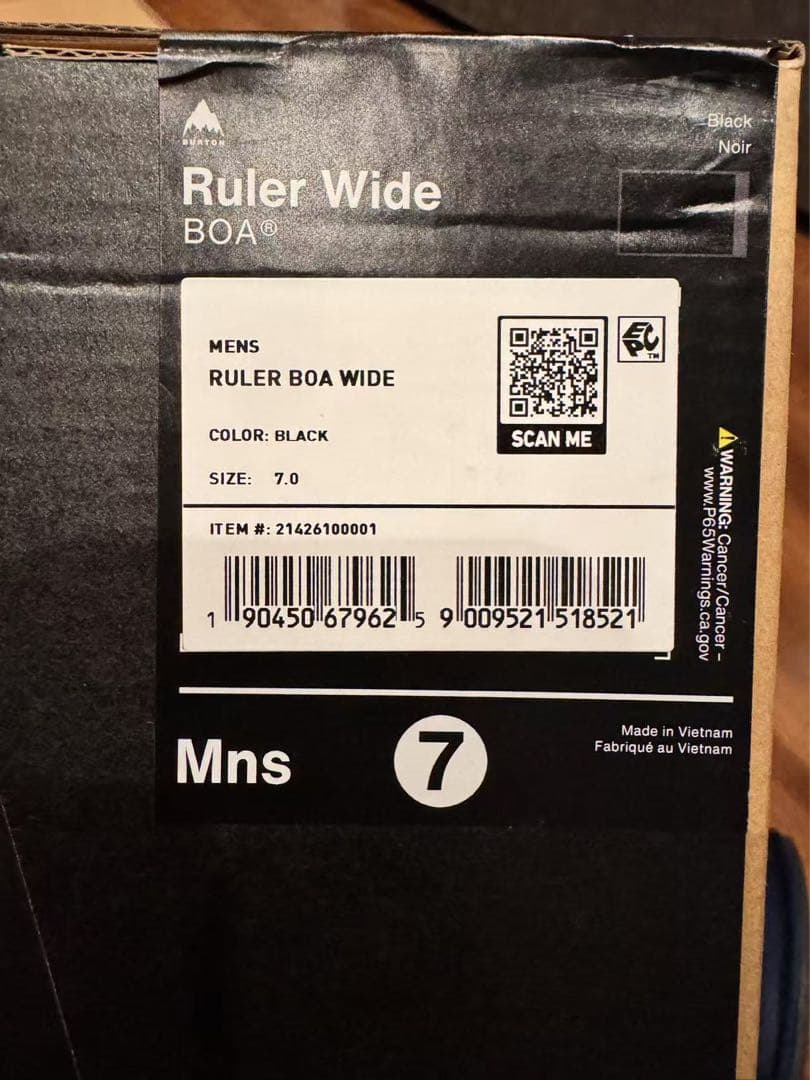 BURTON
Black
Noir
Ruler Wide
BOA®
MENS
RULER BOA WIDE
COLOR: BLACK
SIZE: 7.0
SCAN ME
EPC™
ITEM #: 21426100001
1 90450 67962 5
9 009521 518521
WARNING: Cancer/Cancer –
www.P65Warnings.ca.gov
Mns
7
Made in Vietnam
Fabriqué au Vietnam